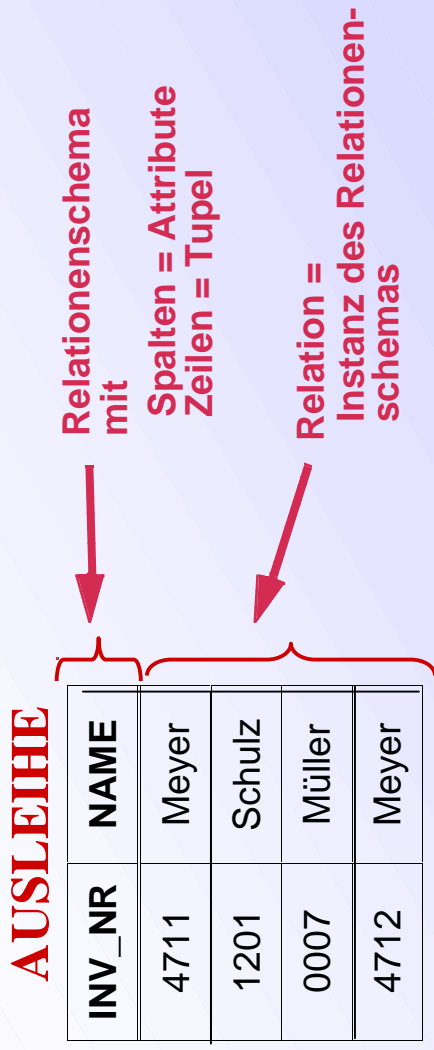 AUSLEIHE
INV_NR NAME
4711 Meyer
1201 Schulz
0007 Müller
4712 Meyer
Relationenschema
mit
Spalten = Attribute
Zeilen = Tupel
Relation =
Instanz des Relationen-
schemas